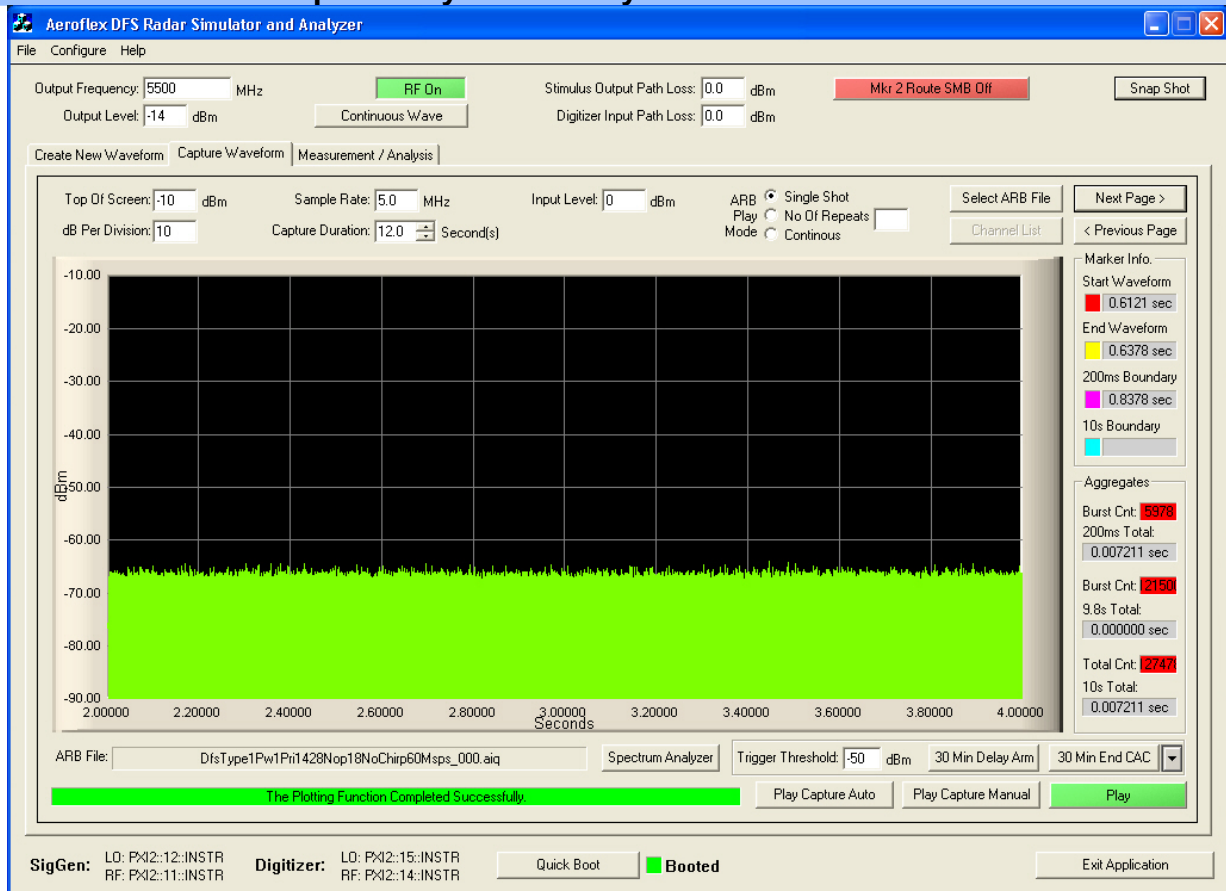 Aeroflex DFS Radar Simulator and Analyzer
File Configure Help
Output Frequency: 5500 MHz
RF On
Stimulus Output Path Loss: 0.0 dBm
Mkr 2 Route SMB Off
Snap Shot
Output Level: -14 dBm
Continuous Wave
Digitizer Input Path Loss: 0.0 dBm
Create New Waveform
Capture Waveform
Measurement / Analysis
Top Of Screen: -10 dBm
Sample Rate: 5.0 MHz
Input Level: 0 dBm
ARB Play Mode
Single Shot
No Of Repeats
Continous
Select ARB File
Next Page >
dB Per Division: 10
Capture Duration: 12.0 Second(s)
Channel List
< Previous Page
-10.00
-20.00
-30.00
-40.00
-50.00
-60.00
-70.00
-80.00
-90.00
dBm
2.00000 2.20000 2.40000 2.60000 2.80000 3.00000 3.20000 3.40000 3.60000 3.80000 4.00000
Seconds
Marker Info.
Start Waveform
0.6121 sec
End Waveform
0.6378 sec
200ms Boundary
0.8378 sec
10s Boundary
Aggregates
Burst Cnt: 5978
200ms Total:
0.007211 sec
Burst Cnt:
9.8s Total:
0.000000 sec
Total Cnt:
10s Total:
0.007211 sec
ARB File: DfsType1Pw1Pri1428Nop18NoChirp60Msps_000.aiq
Spectrum Analyzer
Trigger Threshold: -50 dBm
30 Min Delay Arm
30 Min End CAC
The Plotting Function Completed Successfully.
Play Capture Auto
Play Capture Manual
Play
SigGen: LO: PXI2::12::INSTR
RF: PXI2::11::INSTR
Digitizer: LO: PXI2::15::INSTR
RF: PXI2::14::INSTR
Quick Boot
Booted
Exit Application